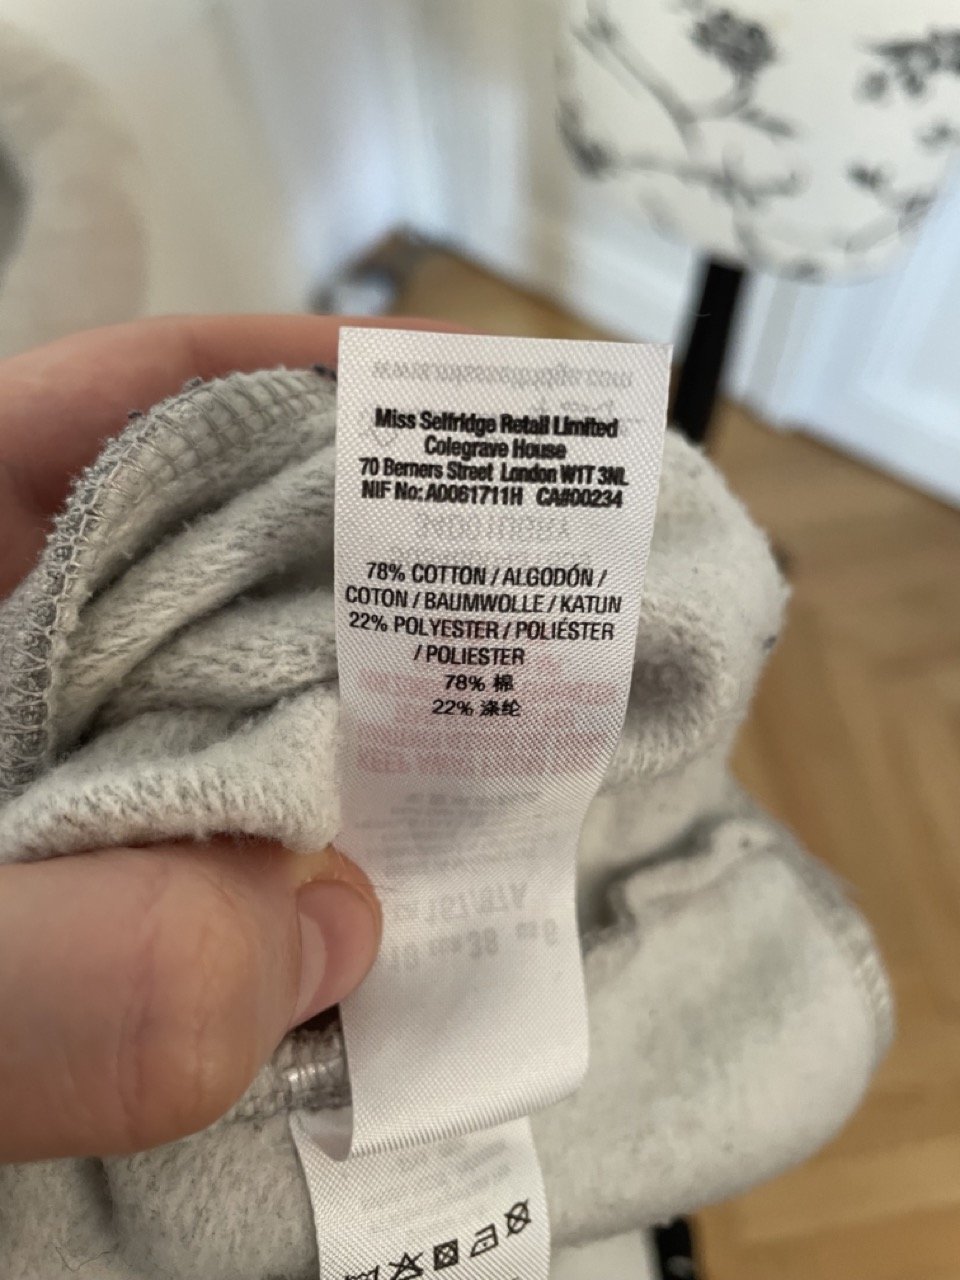 Miss Selfridge Retail Limited
Colegrave House
70 Berners Street London W1T 3NL
NIF No: A0061711H CA#00234
78% COTTON / ALGODÓN /
COTON / BAUMWOLLE / KATUN
22% POLYESTER / POLIÉSTER
/ POLIESTER
78% 棉
22% 涤纶